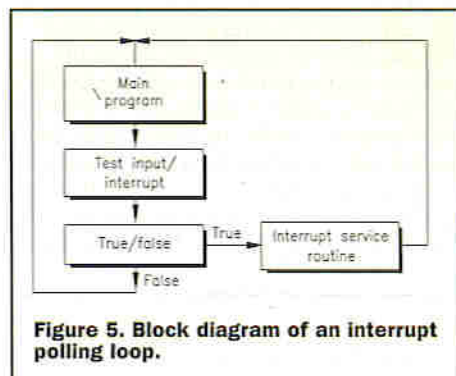 Main
program
Test input/
interrupt
True/false
True
Interrupt service
routine
False
Figure 5. Block diagram of an interrupt
polling loop.